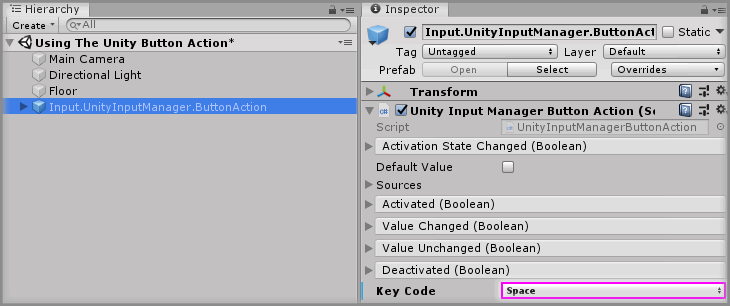 Hierarchy
Create
All
Using The Unity Button Action*
Main Camera
Directional Light
Floor
Input.UnityInputManager.ButtonAction
Inspector
Input.UnityInputManager.ButtonAct
Static
Tag
Untagged
Layer
Default
Prefab
Open
Select
Overrides
Transform
Unity Input Manager Button Action (Sc
Script
UnityInputManagerButtonAction
Activation State Changed (Boolean)
Default Value
Sources
Activated (Boolean)
Value Changed (Boolean)
Value Unchanged (Boolean)
Deactivated (Boolean)
Key Code
Space